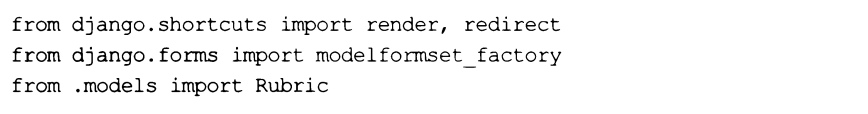 from django.shortcuts import render, redirect
from django.forms import modelformset_factory
from .models import Rubric